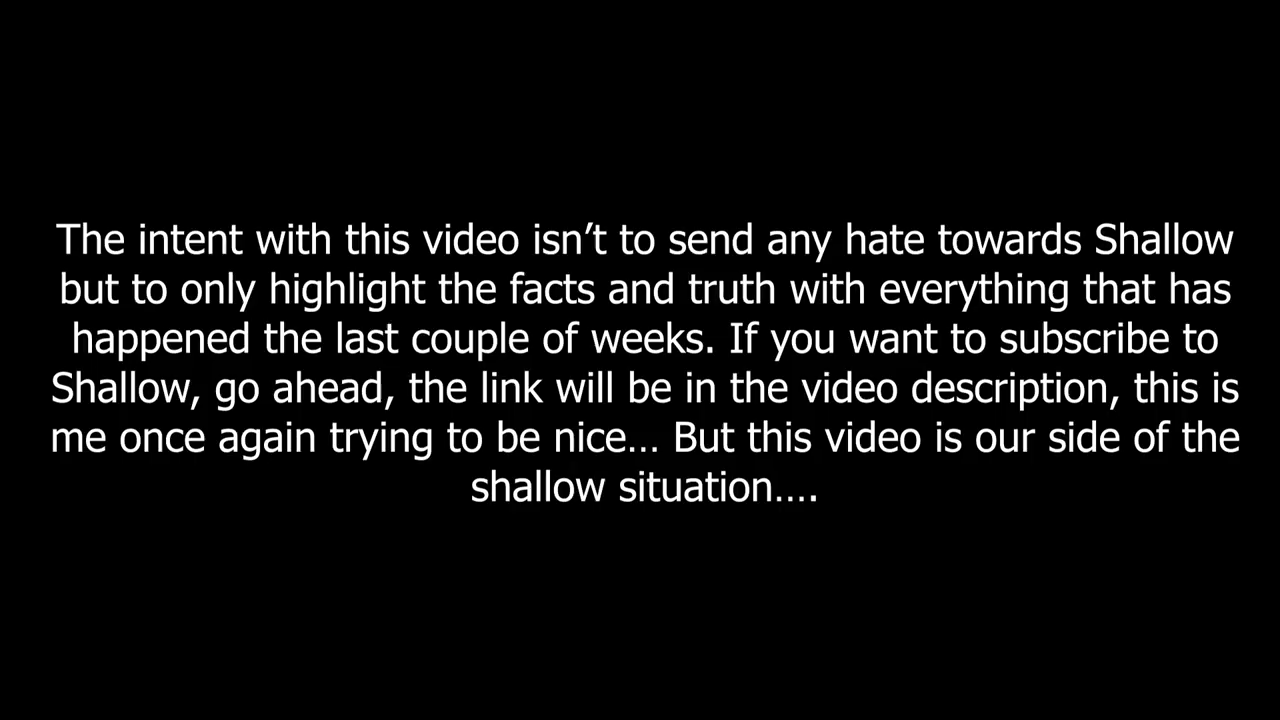 The intent with this video isn’t to send any hate towards Shallow
but to only highlight the facts and truth with everything that has
happened the last couple of weeks. If you want to subscribe to
Shallow, go ahead, the link will be in the video description, this is
me once again trying to be nice… But this video is our side of the
shallow situation….